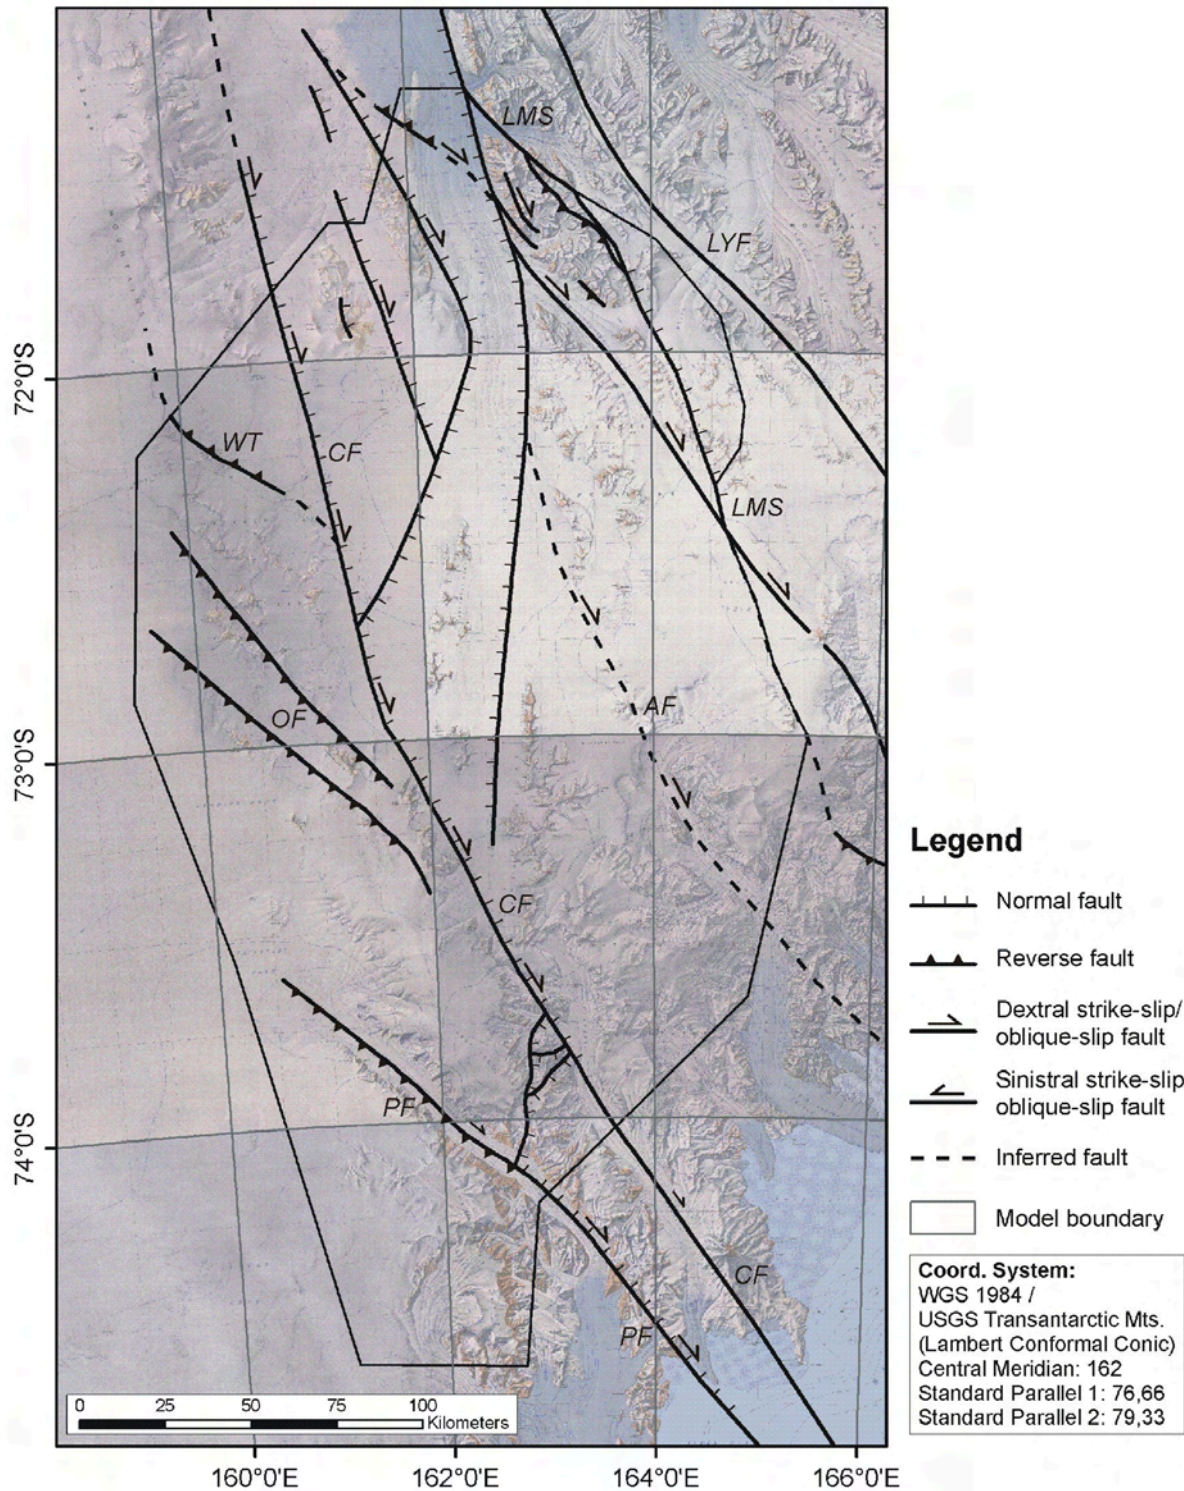 LMS
LYF
72°0'S
WT
CF
LMS
OF
AF
73°0'S
CF
PF
74°0'S
CF
PF
0 25 50 75 100
Kilometers
160°0'E 162°0'E 164°0'E 166°0'E
Legend
Normal fault
Reverse fault
Dextral strike-slip/
oblique-slip fault
Sinistral strike-slip
oblique-slip fault
Inferred fault
Model boundary
Coord. System:
WGS 1984 /
USGS Transantarctic Mts.
(Lambert Conformal Conic)
Central Meridian: 162
Standard Parallel 1: 76,66
Standard Parallel 2: 79,33